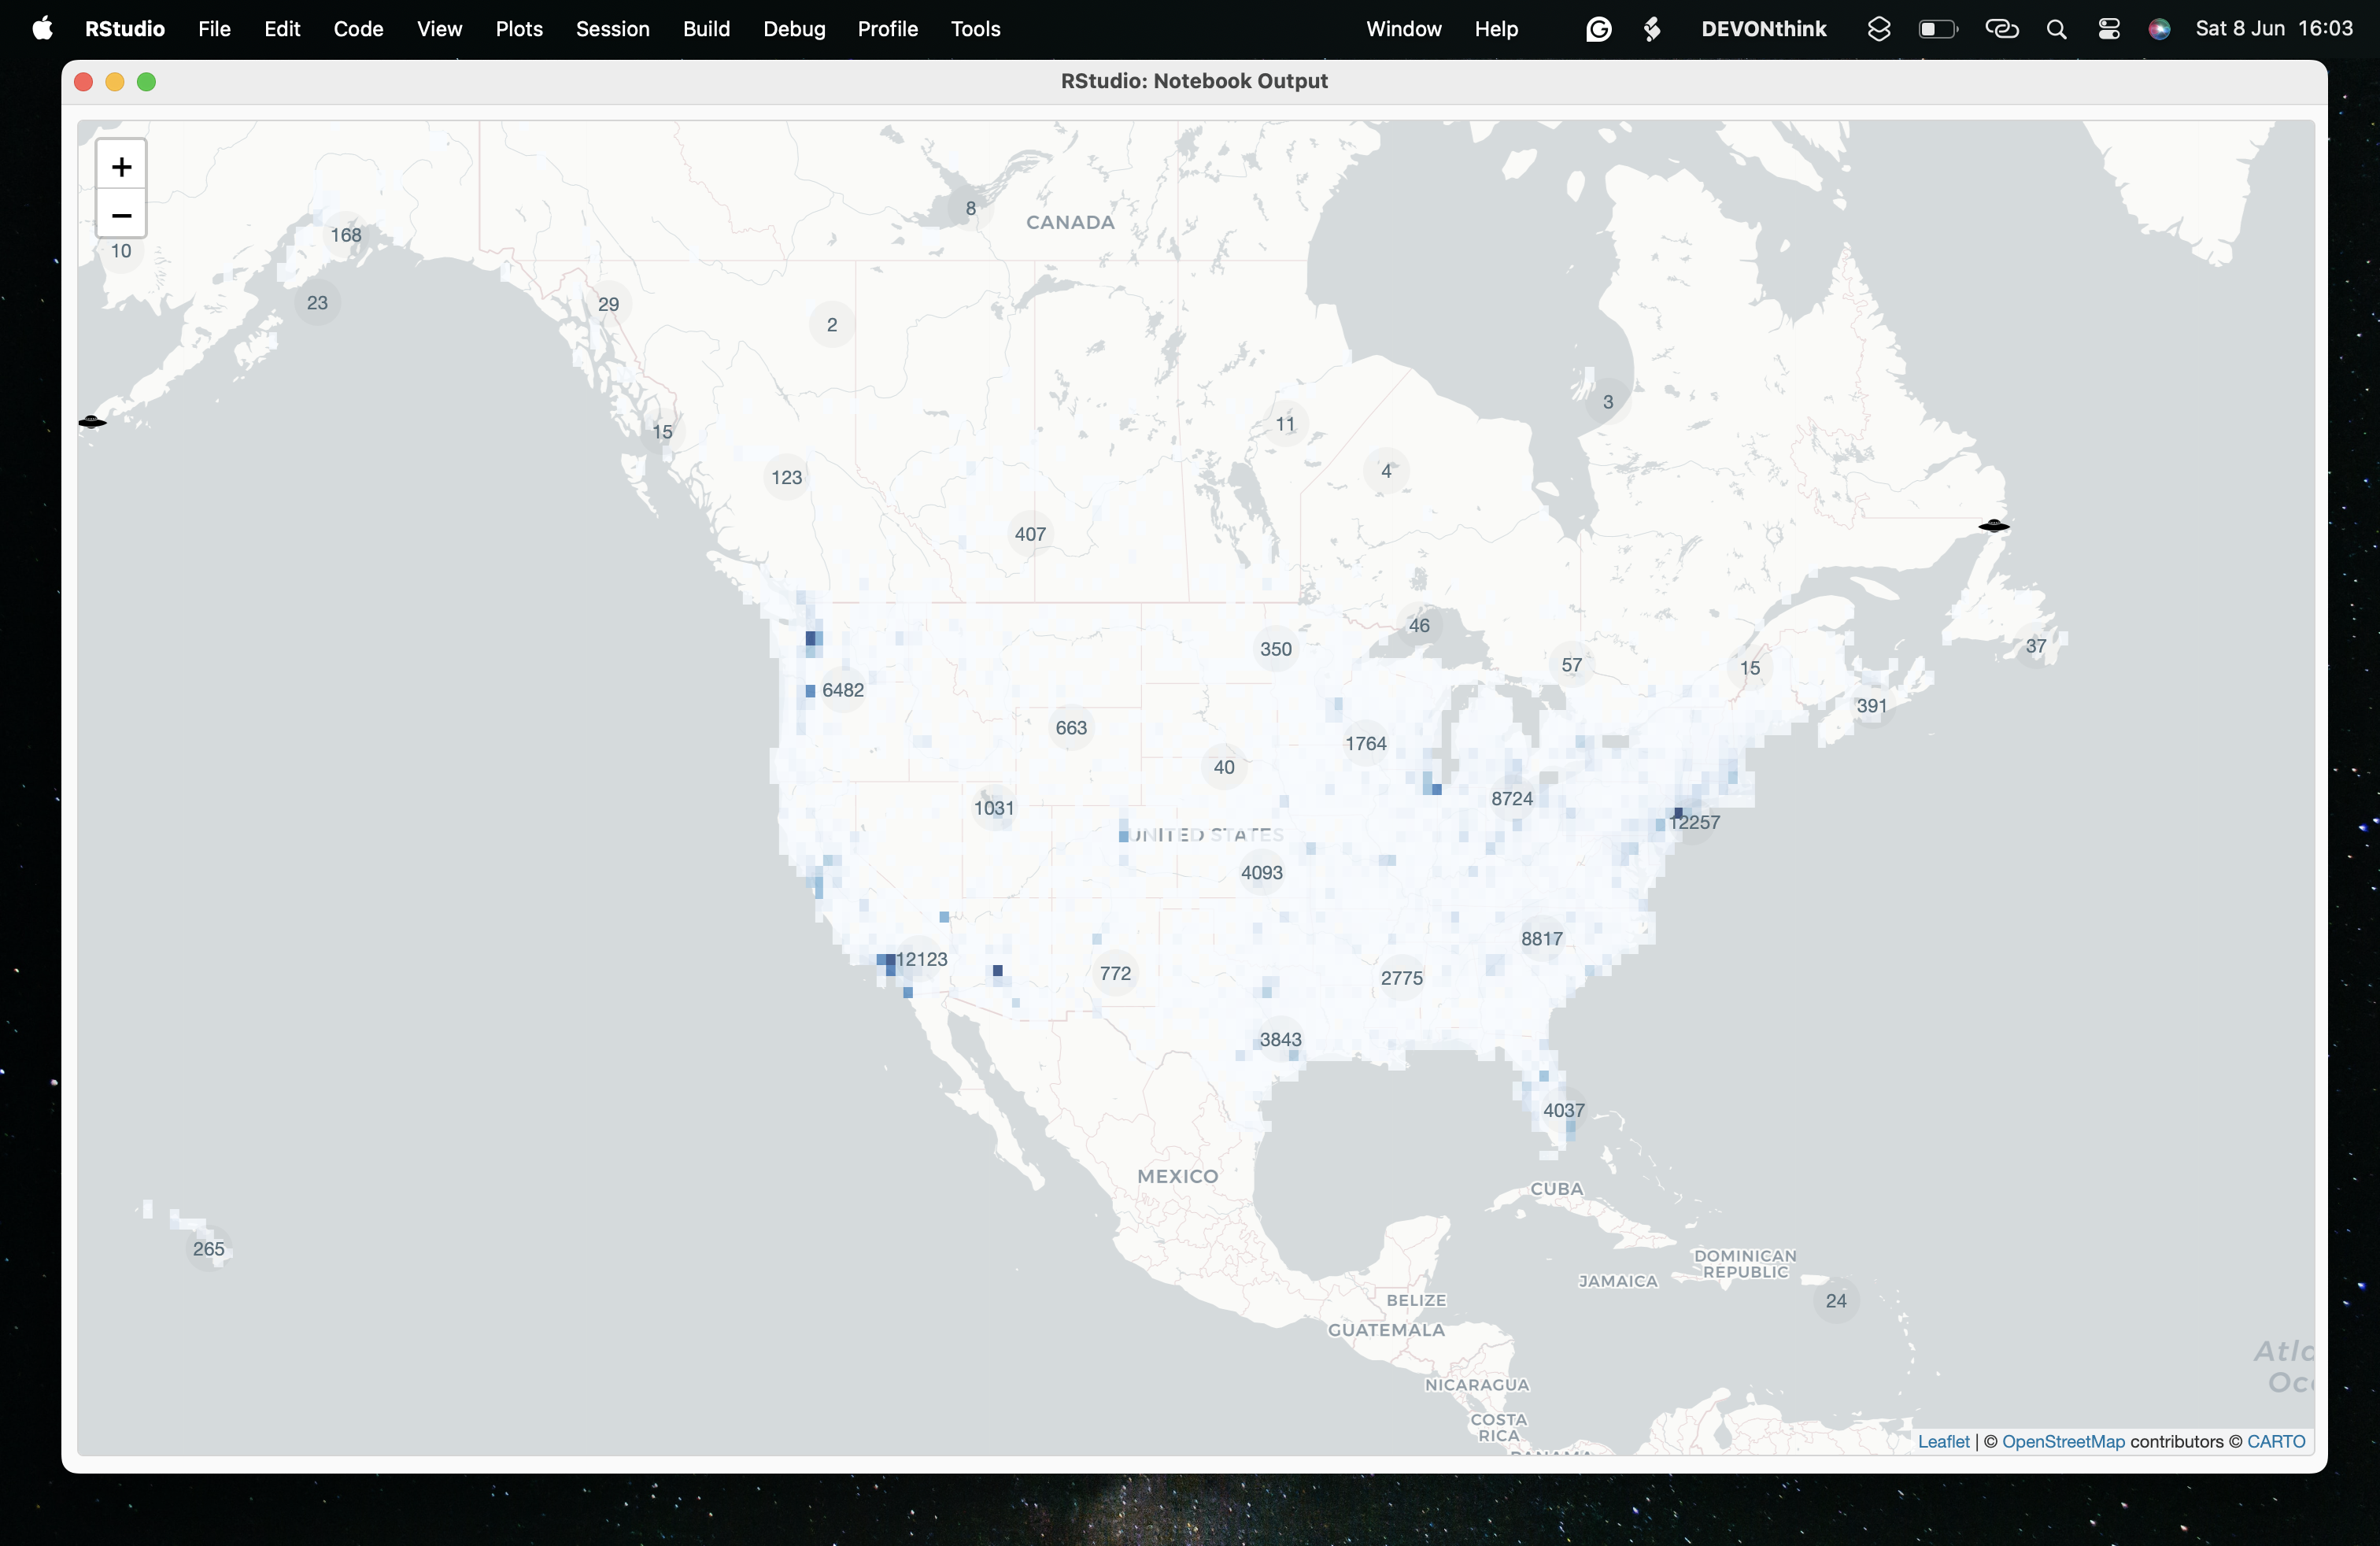 RStudio File Edit Code View Plots Session Build Debug Profile Tools Window Help DEVONthink Sat 8 Jun 16:03
RStudio: Notebook Output
+
−
8
CANADA
168
10
23
29
2
3
11
15
4
123
407
46
37
350
57
15
6482
391
663
1764
40
8724
1031
12257
UNITED STATES
4093
8817
12123
772
2775
3843
4037
MEXICO
CUBA
265
DOMINICAN
REPUBLIC
JAMAICA
BELIZE
24
GUATEMALA
NICARAGUA
COSTA
RICA
Leaflet | © OpenStreetMap contributors © CARTO